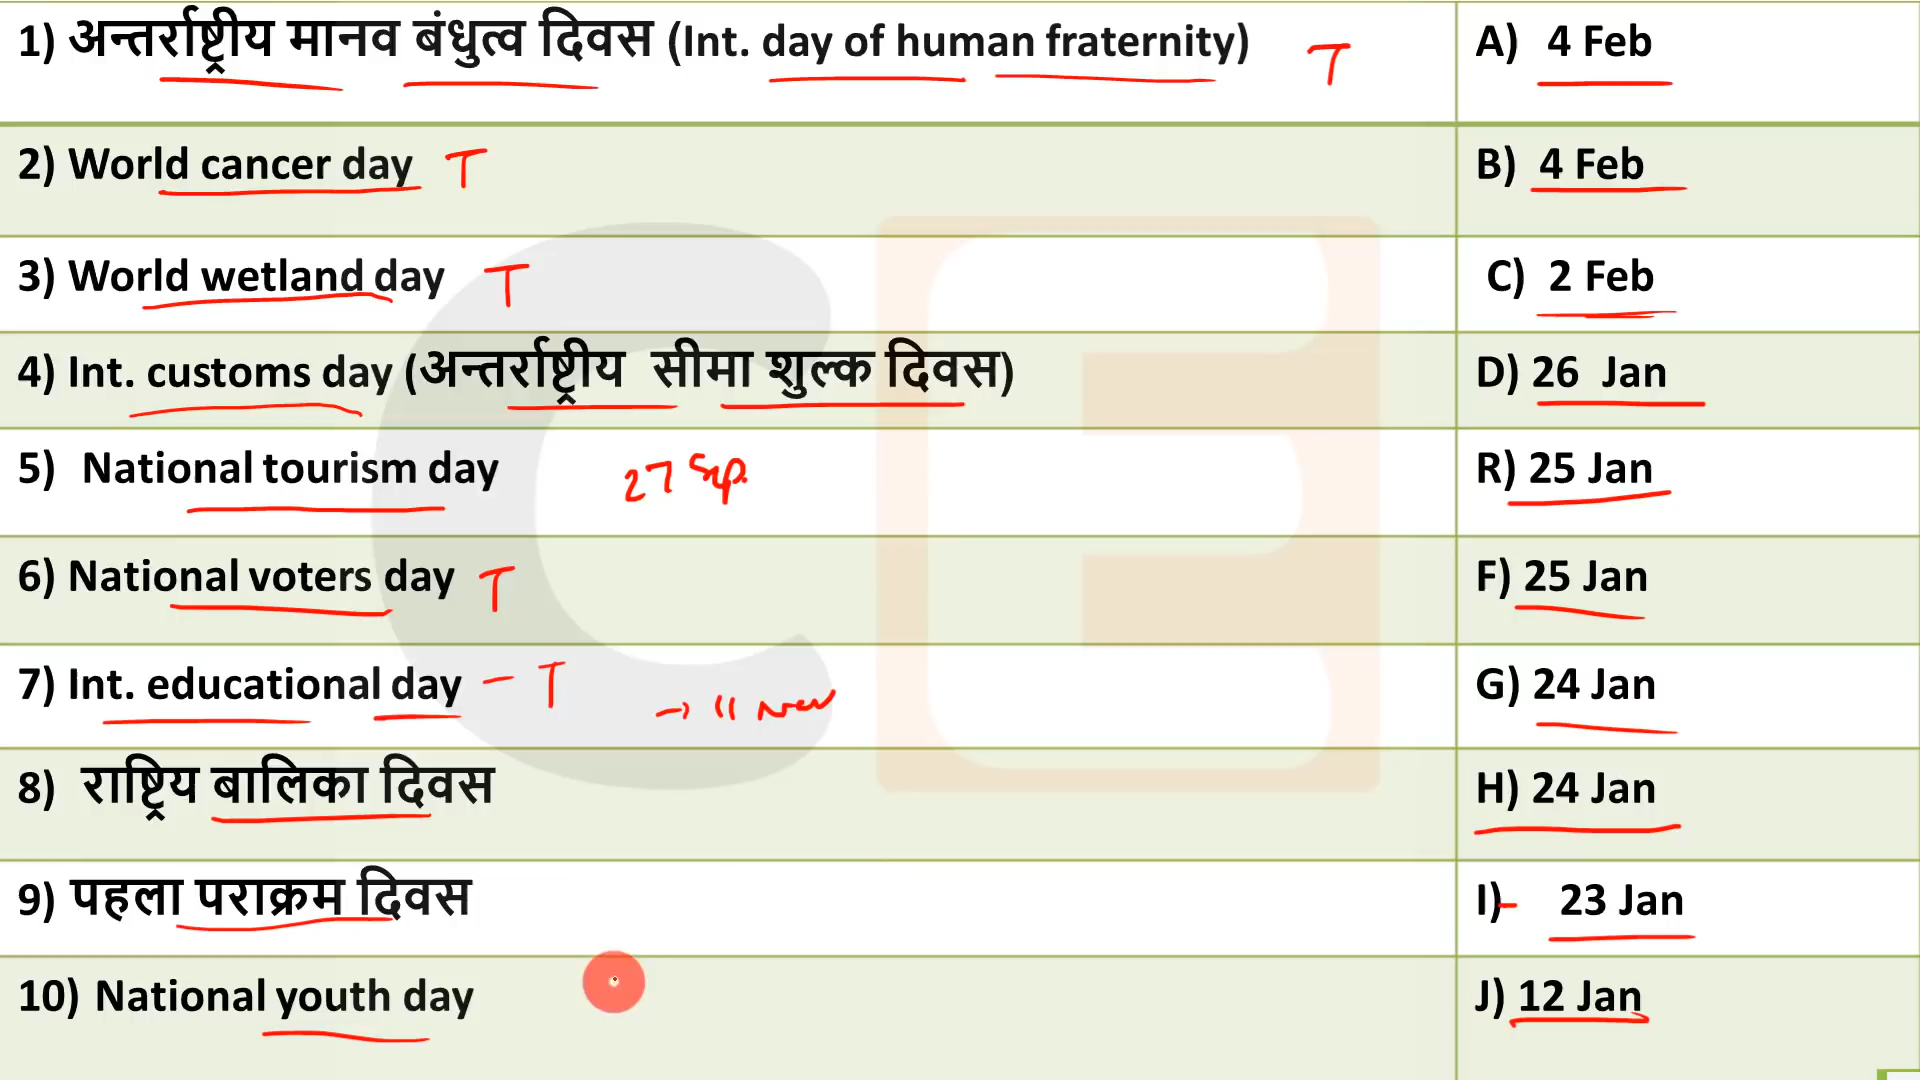 1) अन्तर्राष्ट्रीय मानव बंधुत्व दिवस (Int. day of human fraternity) T A) 4 Feb
2) World cancer day T B) 4 Feb
3) World wetland day T C) 2 Feb
4) Int. customs day (अन्तर्राष्ट्रीय सीमा शुल्क दिवस) D) 26 Jan
5) National tourism day 27 Sep R) 25 Jan
6) National voters day T F) 25 Jan
7) Int. educational day - T → 11 Nov G) 24 Jan
8) राष्ट्रिय बालिका दिवस H) 24 Jan
9) पहला पराक्रम दिवस I) 23 Jan
10) National youth day J) 12 Jan
CE